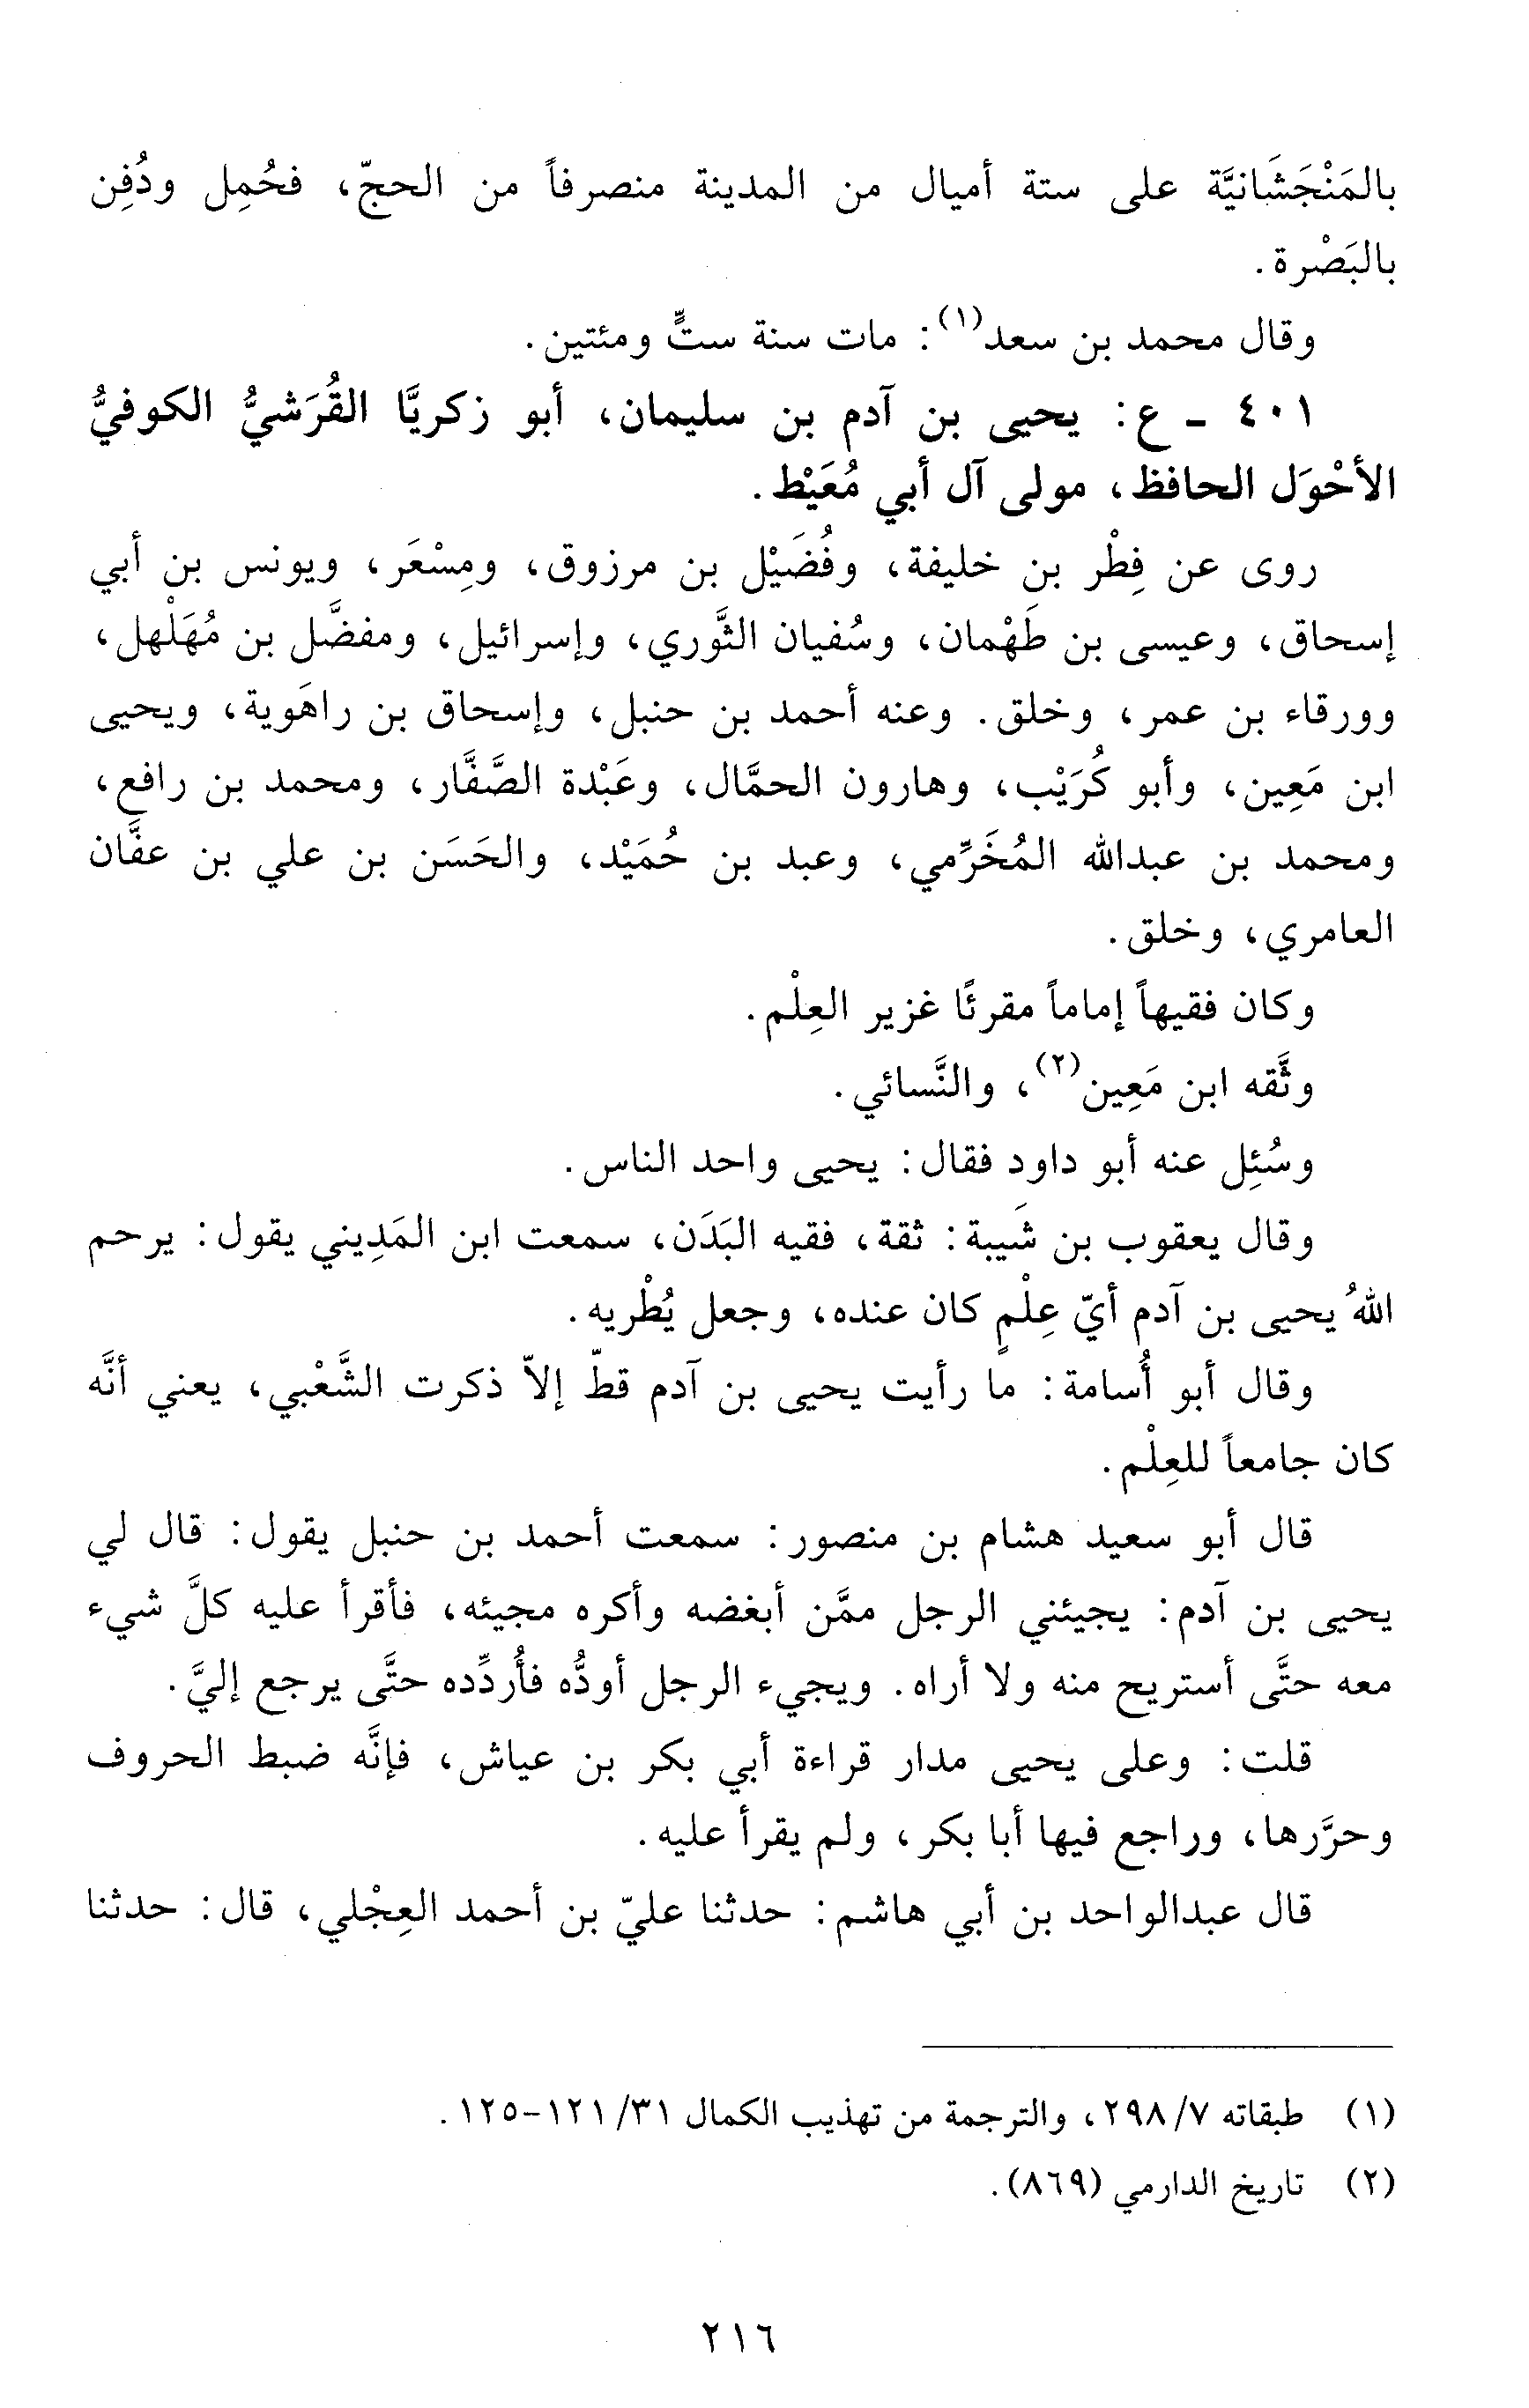 بالمَنْجَشَانيَّة على ستة أميال من المدينة منصرفاً من الحجّ، فحُمِل ودُفِن
بالبَصْرة.
وقال محمد بن سعد(١): مات سنة ستٍّ ومئتين.
٤٠١ - ع: يحيى بن آدم بن سليمان، أبو زكريَّا القُرَشيُّ الكوفيُّ
الأحْوَل الحافظ، مولى آل أبي مُعَيْط.
روى عن فِطْر بن خليفة، وفُضَيْل بن مرزوق، ومِسْعَر، ويونس بن أبي
إسحاق، وعيسى بن طَهْمان، وسُفيان الثَّوري، وإسرائيل، ومفضَّل بن مُهَلْهل،
وورقاء بن عمر، وخلق. وعنه أحمد بن حنبل، وإسحاق بن راهَوية، ويحيى
ابن مَعِين، وأبو كُرَيْب، وهارون الحمَّال، وعَبْدة الصَّفَّار، ومحمد بن رافع،
ومحمد بن عبدالله المُخَرِّمي، وعبد بن حُمَيْد، والحَسَن بن علي بن عفَّان
العامري، وخلق.
وكان فقيهاً إماماً مقرئًا غزير العِلْم.
وثَّقه ابن مَعِين(٢)، والنَّسائي.
وسُئِل عنه أبو داود فقال: يحيى واحد الناس.
وقال يعقوب بن شَيبة: ثقة، فقيه البَدَن، سمعت ابن المَدِيني يقول: يرحم
اللهُ يحيى بن آدم أيّ عِلْمٍ كان عنده، وجعل يُطْريه.
وقال أبو أُسامة: ما رأيت يحيى بن آدم قطّ إلاّ ذكرت الشَّعْبي، يعني أنَّه
كان جامعاً للعِلْم.
قال أبو سعيد هشام بن منصور: سمعت أحمد بن حنبل يقول: قال لي
يحيى بن آدم: يجيئني الرجل ممَّن أبغضه وأكره مجيئه، فأقرأ عليه كلَّ شيء
معه حتَّى أستريح منه ولا أراه. ويجيء الرجل أودُّه فأُردِّده حتَّى يرجع إليَّ.
قلت: وعلى يحيى مدار قراءة أبي بكر بن عياش، فإنَّه ضبط الحروف
وحرَّرها، وراجع فيها أبا بكر، ولم يقرأ عليه.
قال عبدالواحد بن أبي هاشم: حدثنا عليّ بن أحمد العِجْلي، قال: حدثنا
(١) طبقاته ٧/ ٢٩٨، والترجمة من تهذيب الكمال ٣١/ ١٢١-١٢٥.
(٢) تاريخ الدارمي (٨٦٩).
٢١٦